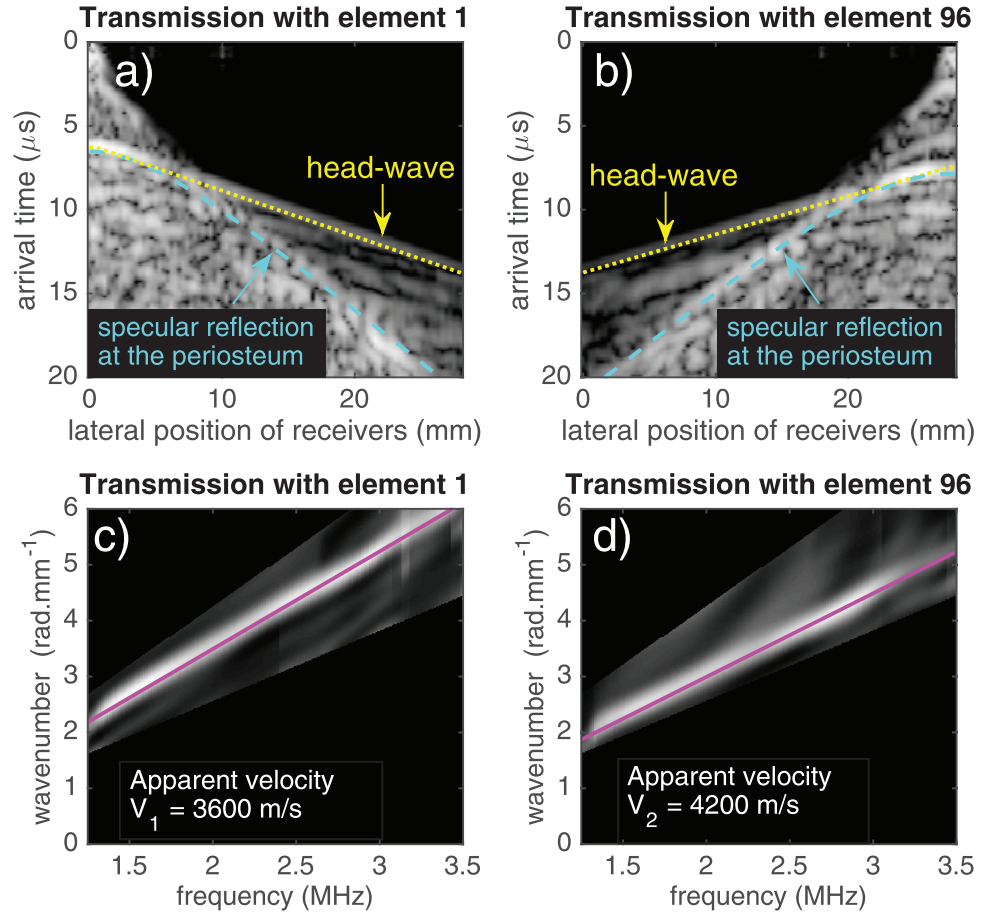 Transmission with element 1
a)
0
5
10
15
20
arrival time (μs)
head-wave
specular reflection
at the periosteum
0 10 20
lateral position of receivers (mm)
Transmission with element 96
b)
0
5
10
15
20
arrival time (μs)
head-wave
specular reflection
at the periosteum
0 10 20
lateral position of receivers (mm)
Transmission with element 1
c)
6
5
4
3
2
1
0
wavenumber (rad.mm⁻¹)
Apparent velocity
V₁ = 3600 m/s
1.5 2 2.5 3 3.5
frequency (MHz)
Transmission with element 96
d)
6
5
4
3
2
1
0
wavenumber (rad.mm⁻¹)
Apparent velocity
V₂ = 4200 m/s
1.5 2 2.5 3 3.5
frequency (MHz)